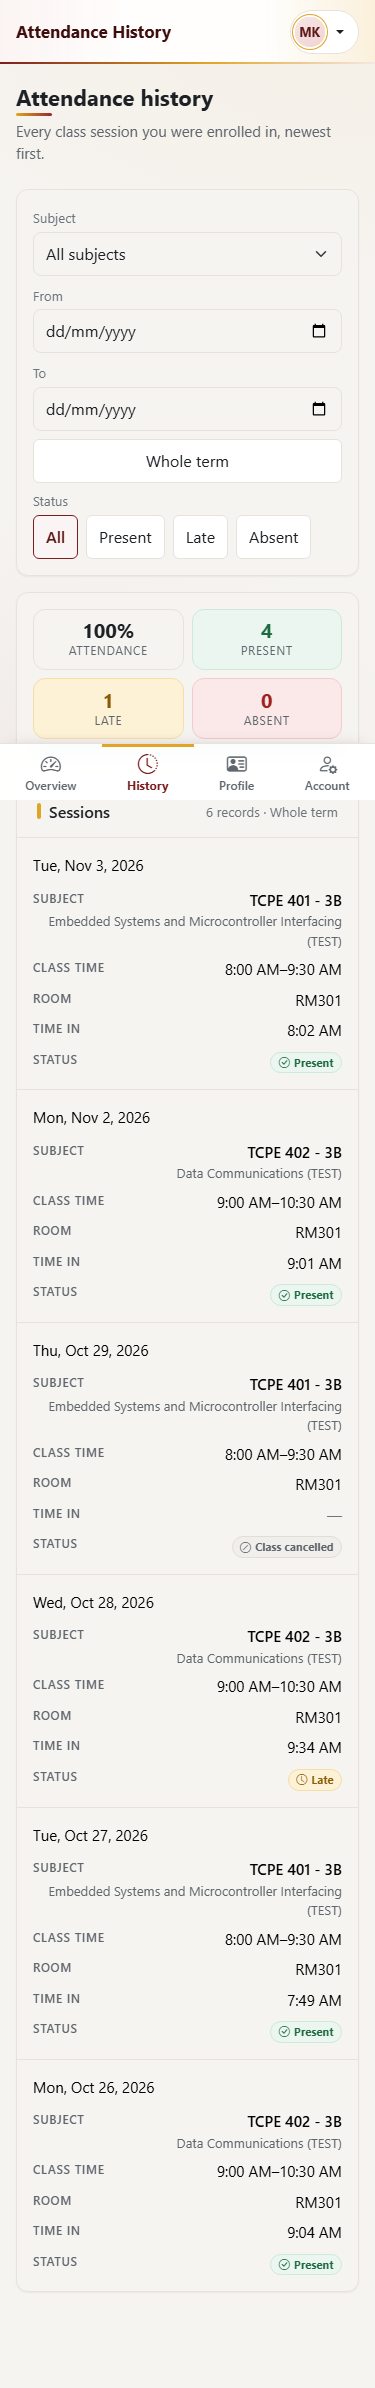 Attendance History
MK
Attendance history
Every class session you were enrolled in, newest
first.
Subject
All subjects
From
dd/mm/yyyy
To
dd/mm/yyyy
Whole term
Status
All
Present
Late
Absent
100%
ATTENDANCE
4
PRESENT
1
LATE
0
ABSENT
Overview
History
Profile
Account
Sessions
6 records · Whole term
Tue, Nov 3, 2026
SUBJECT
TCPE 401 - 3B
Embedded Systems and Microcontroller Interfacing
(TEST)
CLASS TIME
8:00 AM–9:30 AM
ROOM
RM301
TIME IN
8:02 AM
STATUS
Present
Mon, Nov 2, 2026
SUBJECT
TCPE 402 - 3B
Data Communications (TEST)
CLASS TIME
9:00 AM–10:30 AM
ROOM
RM301
TIME IN
9:01 AM
STATUS
Present
Thu, Oct 29, 2026
SUBJECT
TCPE 401 - 3B
Embedded Systems and Microcontroller Interfacing
(TEST)
CLASS TIME
8:00 AM–9:30 AM
ROOM
RM301
TIME IN
—
STATUS
Class cancelled
Wed, Oct 28, 2026
SUBJECT
TCPE 402 - 3B
Data Communications (TEST)
CLASS TIME
9:00 AM–10:30 AM
ROOM
RM301
TIME IN
9:34 AM
STATUS
Late
Tue, Oct 27, 2026
SUBJECT
TCPE 401 - 3B
Embedded Systems and Microcontroller Interfacing
(TEST)
CLASS TIME
8:00 AM–9:30 AM
ROOM
RM301
TIME IN
7:49 AM
STATUS
Present
Mon, Oct 26, 2026
SUBJECT
TCPE 402 - 3B
Data Communications (TEST)
CLASS TIME
9:00 AM–10:30 AM
ROOM
RM301
TIME IN
9:04 AM
STATUS
Present